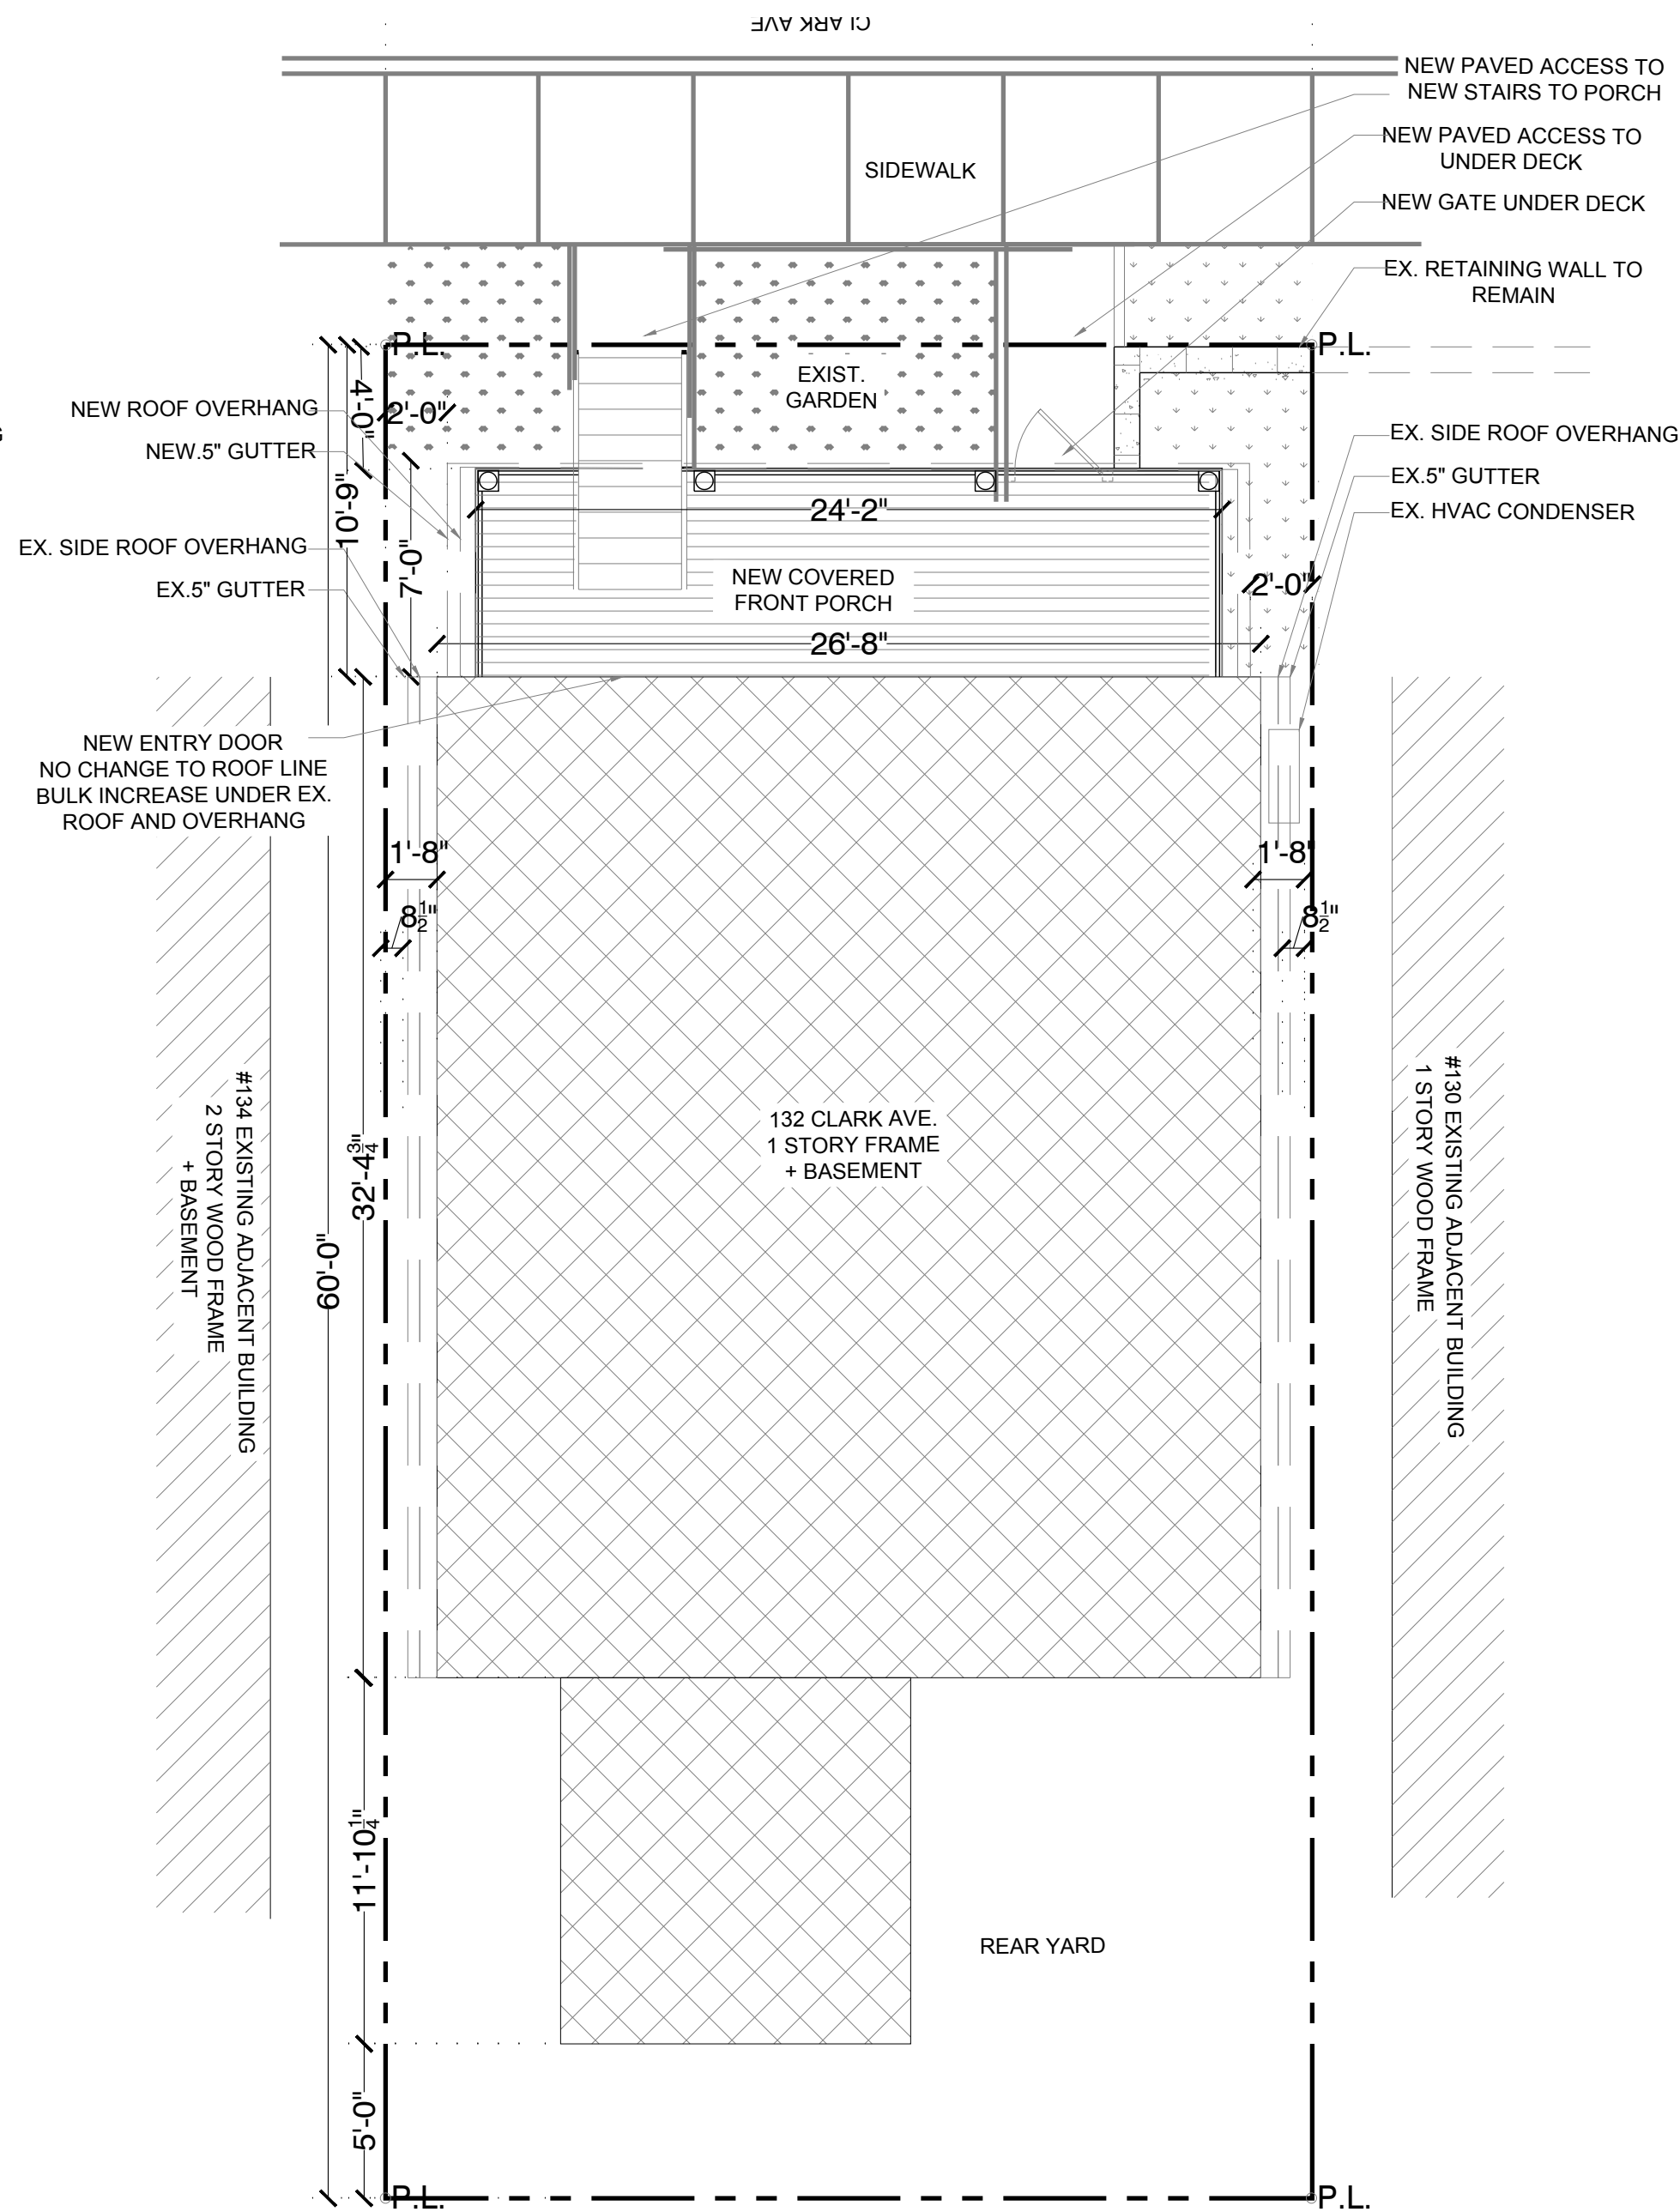 CLARK AVE
NEW PAVED ACCESS TO
NEW STAIRS TO PORCH
NEW PAVED ACCESS TO
UNDER DECK
NEW GATE UNDER DECK
EX. RETAINING WALL TO
REMAIN
SIDEWALK
P.L.
P.L.
EXIST.
GARDEN
4'-0"
2'-0"
10'-9"
7'-0"
NEW ROOF OVERHANG
NEW.5" GUTTER
EX. SIDE ROOF OVERHANG
EX.5" GUTTER
EX. SIDE ROOF OVERHANG
EX.5" GUTTER
EX. HVAC CONDENSER
24'-2"
NEW COVERED
FRONT PORCH
2'-0"
26'-8"
NEW ENTRY DOOR
NO CHANGE TO ROOF LINE
BULK INCREASE UNDER EX.
ROOF AND OVERHANG
1'-8"
1'-8"
8½"
8½"
132 CLARK AVE.
1 STORY FRAME
+ BASEMENT
#134 EXISTING ADJACENT BUILDING
2 STORY WOOD FRAME
+ BASEMENT
#130 EXISTING ADJACENT BUILDING
1 STORY WOOD FRAME
32'-4¾"
60'-0"
11'-10¼"
REAR YARD
5'-0"
P.L.
P.L.